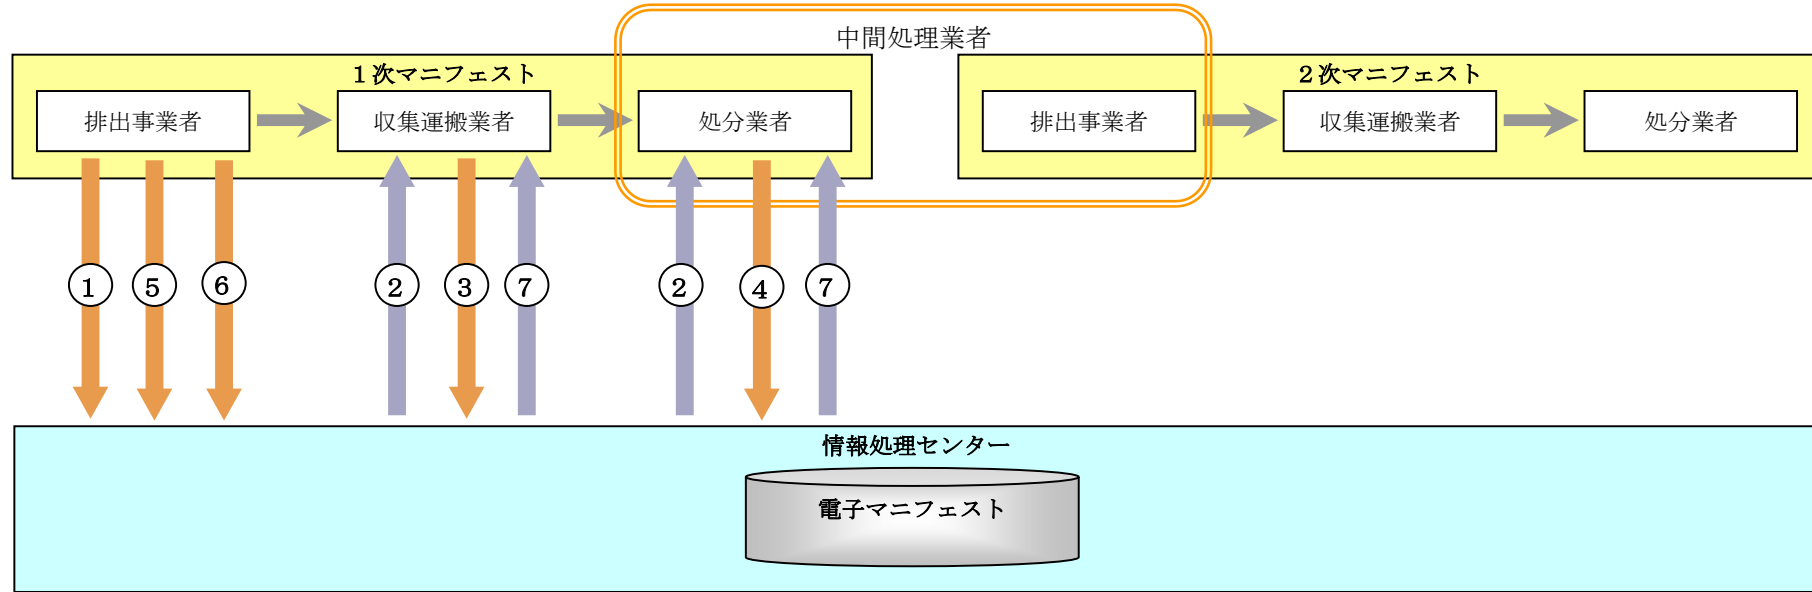 中間処理業者
１次マニフェスト
２次マニフェスト
排出事業者
収集運搬業者
処分業者
排出事業者
収集運搬業者
処分業者
1
5
6
2
3
7
2
4
7
情報処理センター
電子マニフェスト